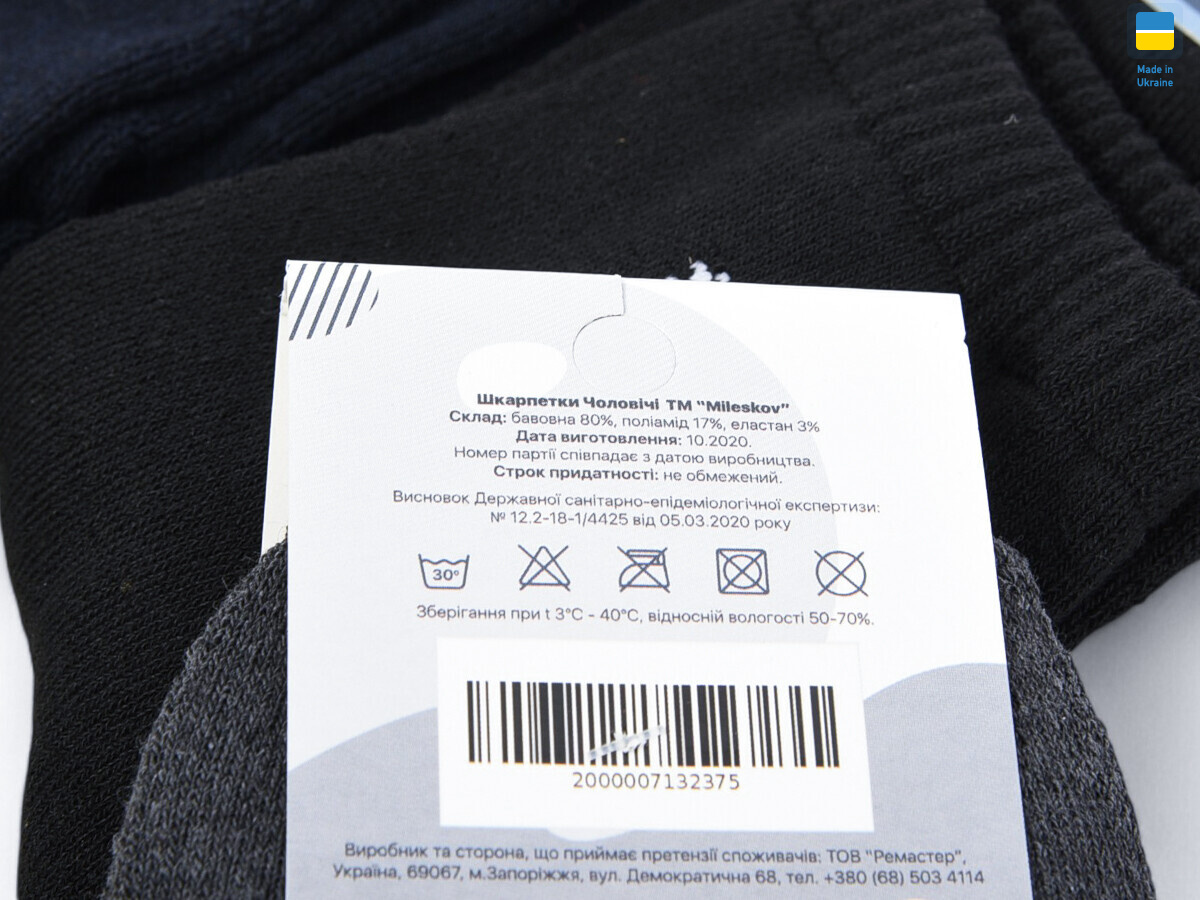 Made in
Ukraine
Шкарпетки Чоловічі ТМ "Mileskov"
Склад: бавовна 80%, поліамід 17%, еластан 3%
Дата виготовлення: 10.2020.
Номер партії співпадає з датою виробництва.
Строк придатності: не обмежений.
Висновок Державної санітарно-епідеміологічної експертизи:
№ 12.2-18-1/4425 від 05.03.2020 року
30°
Зберігання при t 3°C - 40°C, відносній вологості 50-70%.
2000007132375
Виробник та сторона, що приймає претензії споживачів: ТОВ "Ремастер",
Україна, 69067, м.Запоріжжя, вул. Демократична 68, тел. +380 (68) 503 4114